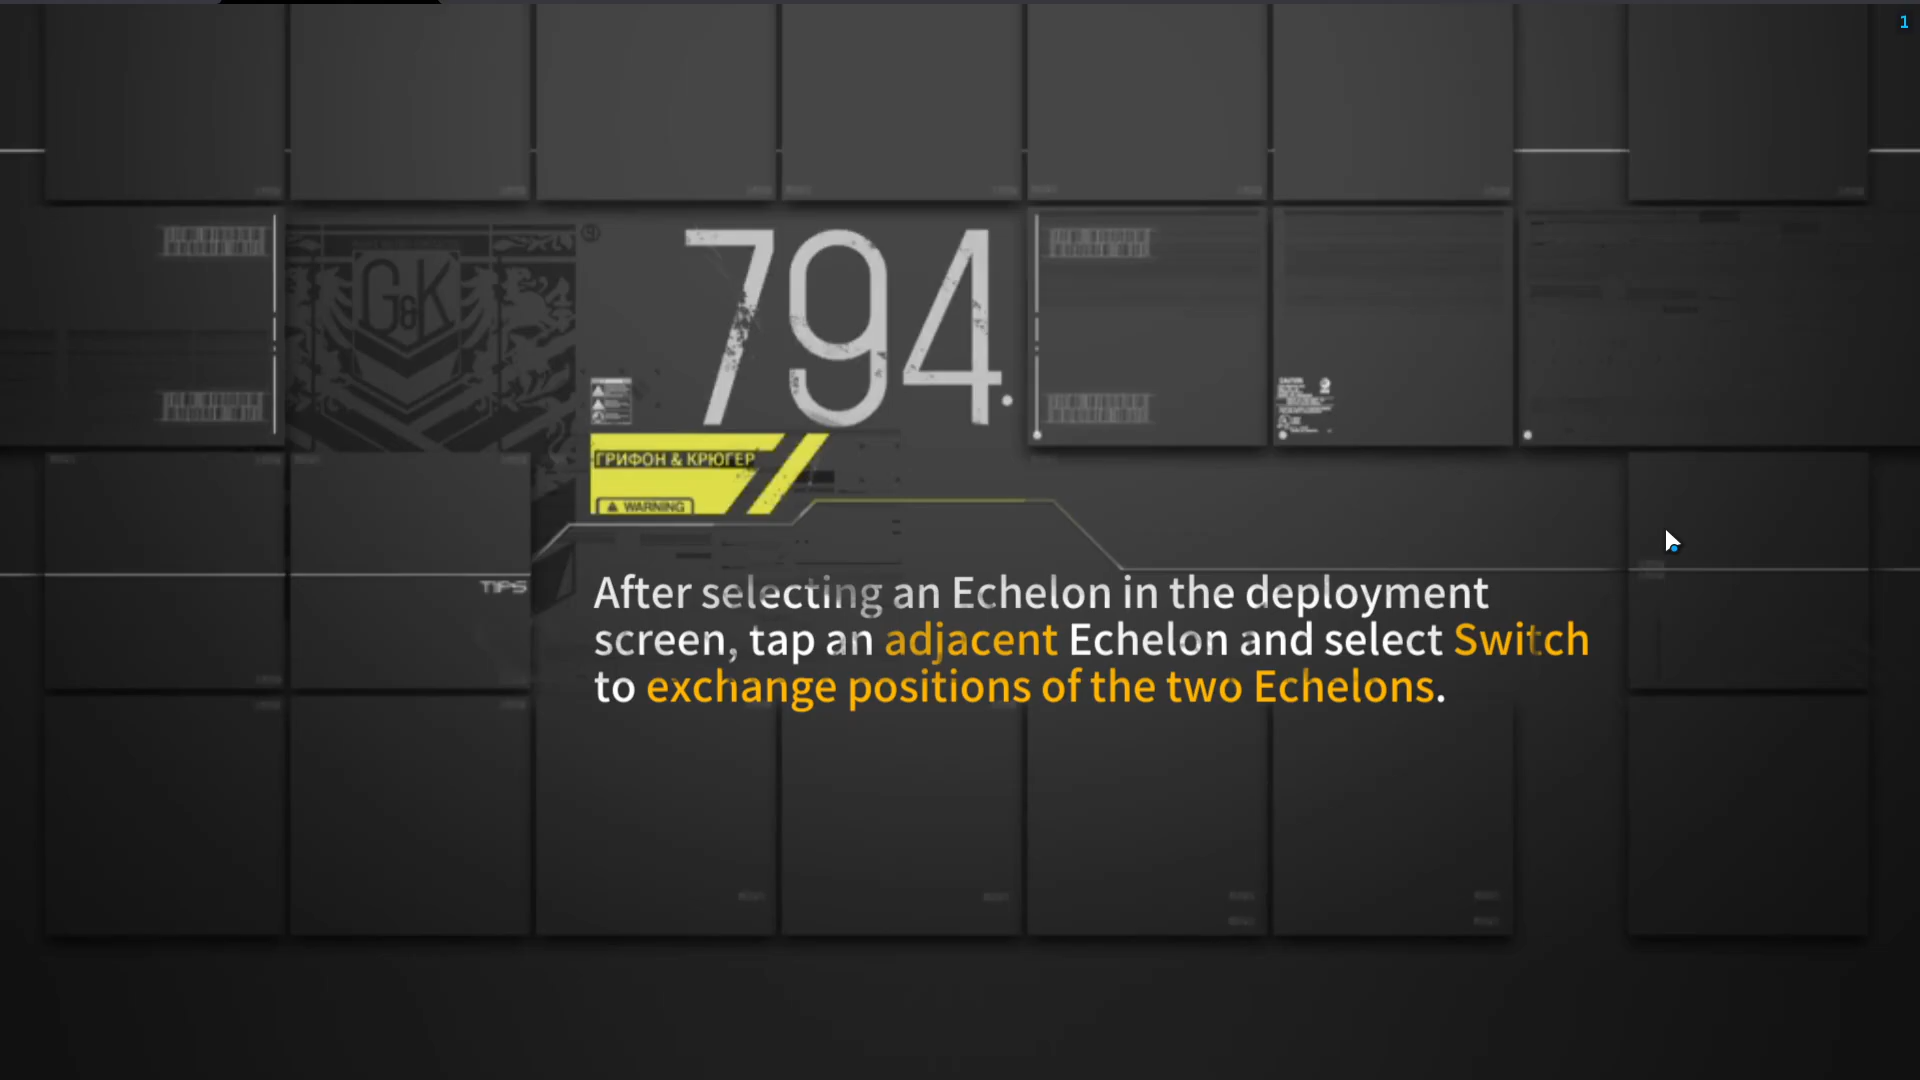 1
G&K
794.
ГРИФОН & КРЮГЕР
WARNING
TIPS
After selecting an Echelon in the deployment
screen, tap an adjacent Echelon and select Switch
to exchange positions of the two Echelons.
CAUTION